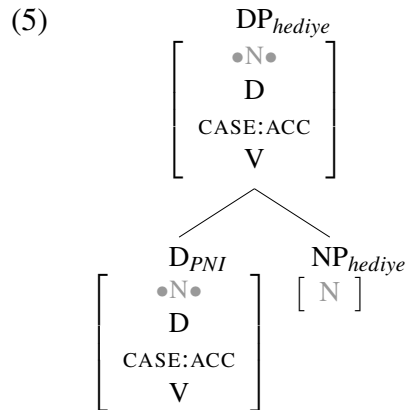 (5) DP_hediye
•N•
D
CASE:ACC
V
D_PNI NP_hediye
•N• [ N ]
D
CASE:ACC
V